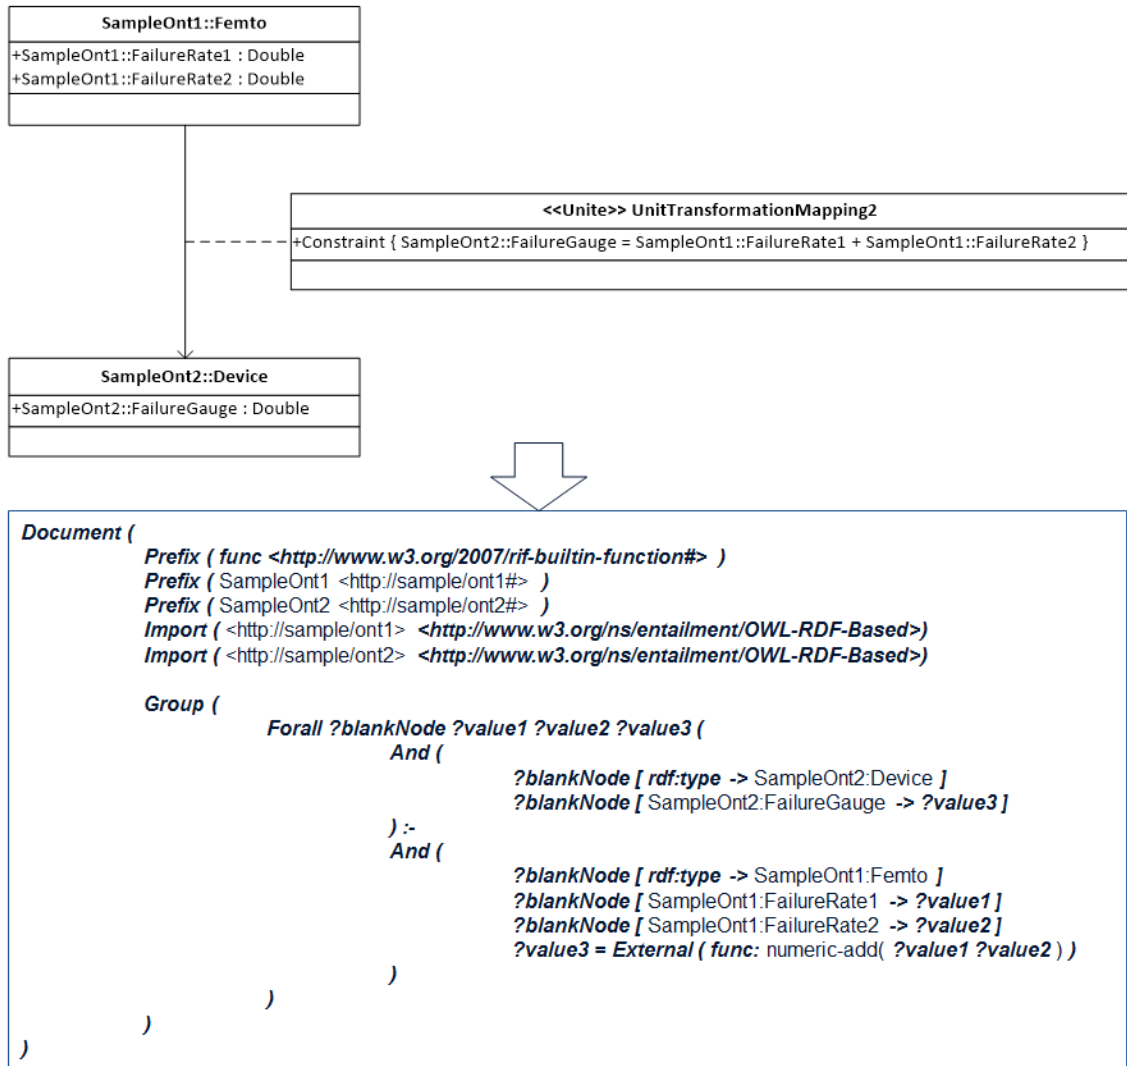 SampleOnt1::Femto
+SampleOnt1::FailureRate1 : Double
+SampleOnt1::FailureRate2 : Double
<<Unite>> UnitTransformationMapping2
+Constraint { SampleOnt2::FailureGauge = SampleOnt1::FailureRate1 + SampleOnt1::FailureRate2 }
SampleOnt2::Device
+SampleOnt2::FailureGauge : Double
Document (
Prefix ( func <http://www.w3.org/2007/rif-builtin-function#> )
Prefix ( SampleOnt1 <http://sample/ont1#> )
Prefix ( SampleOnt2 <http://sample/ont2#> )
Import ( <http://sample/ont1> <http://www.w3.org/ns/entailment/OWL-RDF-Based>)
Import ( <http://sample/ont2> <http://www.w3.org/ns/entailment/OWL-RDF-Based>)
Group (
Forall ?blankNode ?value1 ?value2 ?value3 (
And (
?blankNode [ rdf:type -> SampleOnt2:Device ]
?blankNode [ SampleOnt2:FailureGauge -> ?value3 ]
) :-
And (
?blankNode [ rdf:type -> SampleOnt1:Femto ]
?blankNode [ SampleOnt1:FailureRate1 -> ?value1 ]
?blankNode [ SampleOnt1:FailureRate2 -> ?value2 ]
?value3 = External ( func: numeric-add( ?value1 ?value2 ) )
)
)
)
)